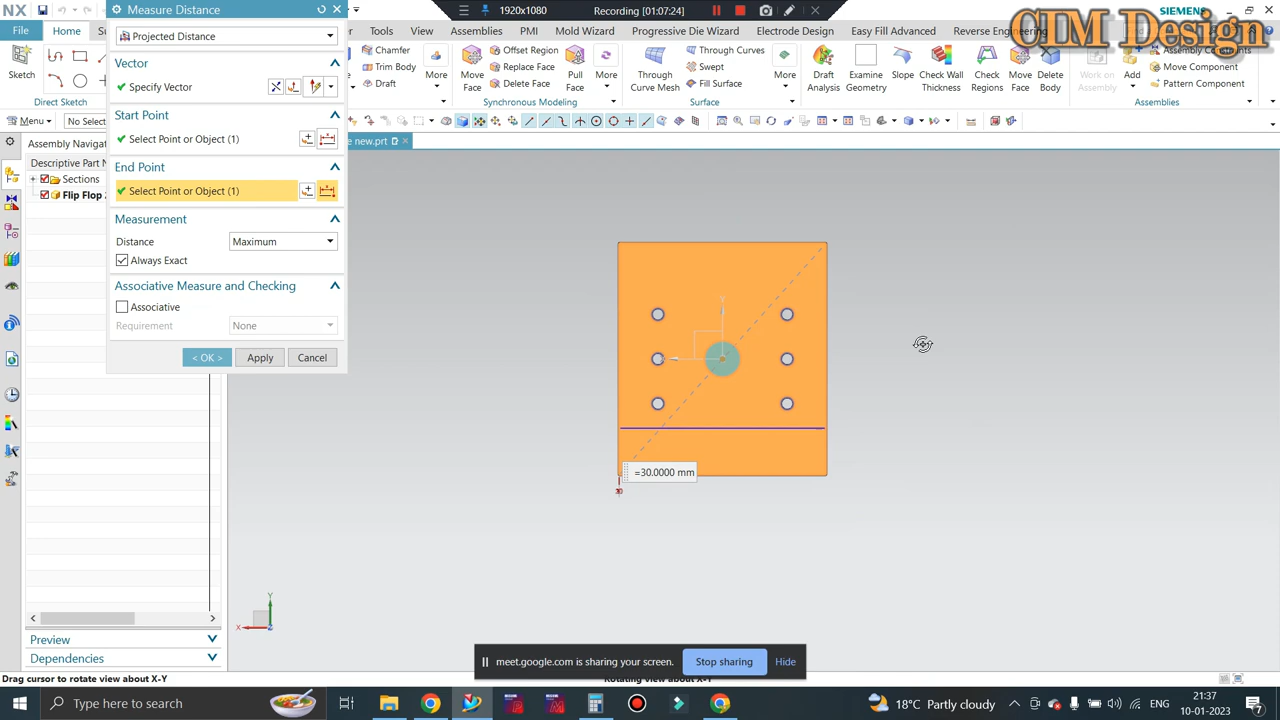 NX
1920x1080
Recording [01:07:24]
SIEMENS
CIM Design
Measure Distance
File
Home
Tools
View
Assemblies
PMI
Mold Wizard
Progressive Die Wizard
Electrode Design
Easy Fill Advanced
Reverse Engineering
Projected Distance
Sketch
Direct Sketch
Chamfer
Trim Body
Draft
More
Move Face
Offset Region
Replace Face
Delete Face
Pull Face
More
Synchronous Modeling
Through Curve Mesh
Through Curves
Swept
Fill Surface
More
Surface
Draft Analysis
Examine Geometry
Slope
Check Wall Thickness
Check Regions
Move Face
Delete Body
Work on Assembly
Add
Assembly Constraints
Move Component
Pattern Component
Assemblies
Vector
Specify Vector
Start Point
Select Point or Object (1)
End Point
Select Point or Object (1)
Measurement
Distance
Maximum
Always Exact
Associative Measure and Checking
Associative
Requirement
None
< OK >
Apply
Cancel
Menu
No Selec
e new.prt
Assembly Navigat
Descriptive Part N
Sections
Flip Flop
Y
=30.0000 mm
Y
X
Z
Preview
Dependencies
meet.google.com is sharing your screen.
Stop sharing
Hide
Drag cursor to rotate view about X-Y
Rotating view about X-Y
Type here to search
18°C Partly cloudy
ENG
21:37
10-01-2023
7